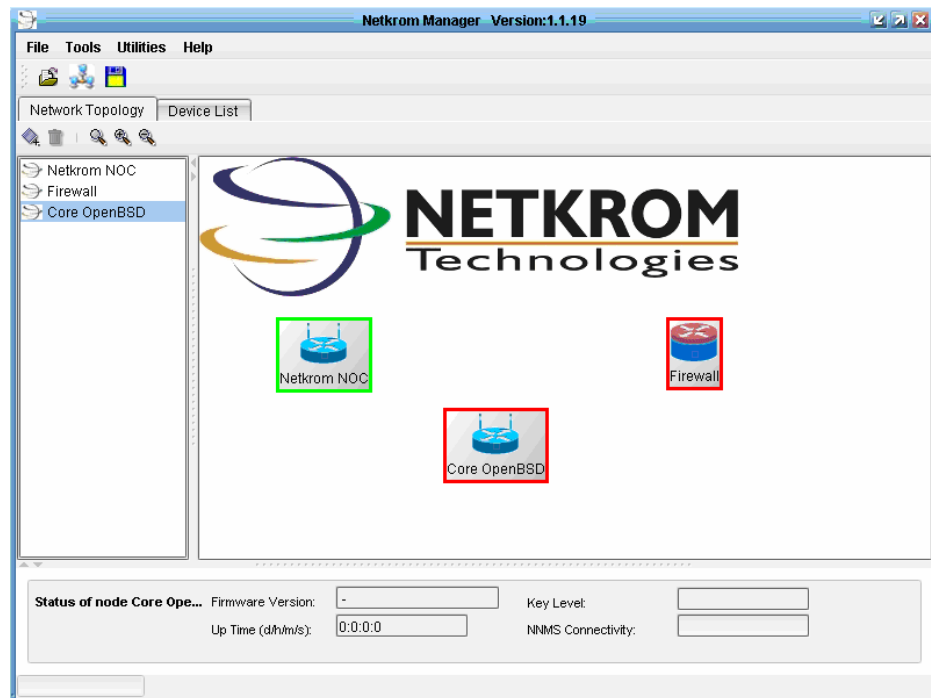 Netkrom Manager Version:1.1.19
File Tools Utilities Help
Network Topology Device List
Netkrom NOC
Firewall
Core OpenBSD
NETKROM
Technologies
Netkrom NOC
Firewall
Core OpenBSD
Status of node Core Ope... Firmware Version: - Key Level:
Up Time (d/h/m/s): 0:0:0:0 NNMS Connectivity: